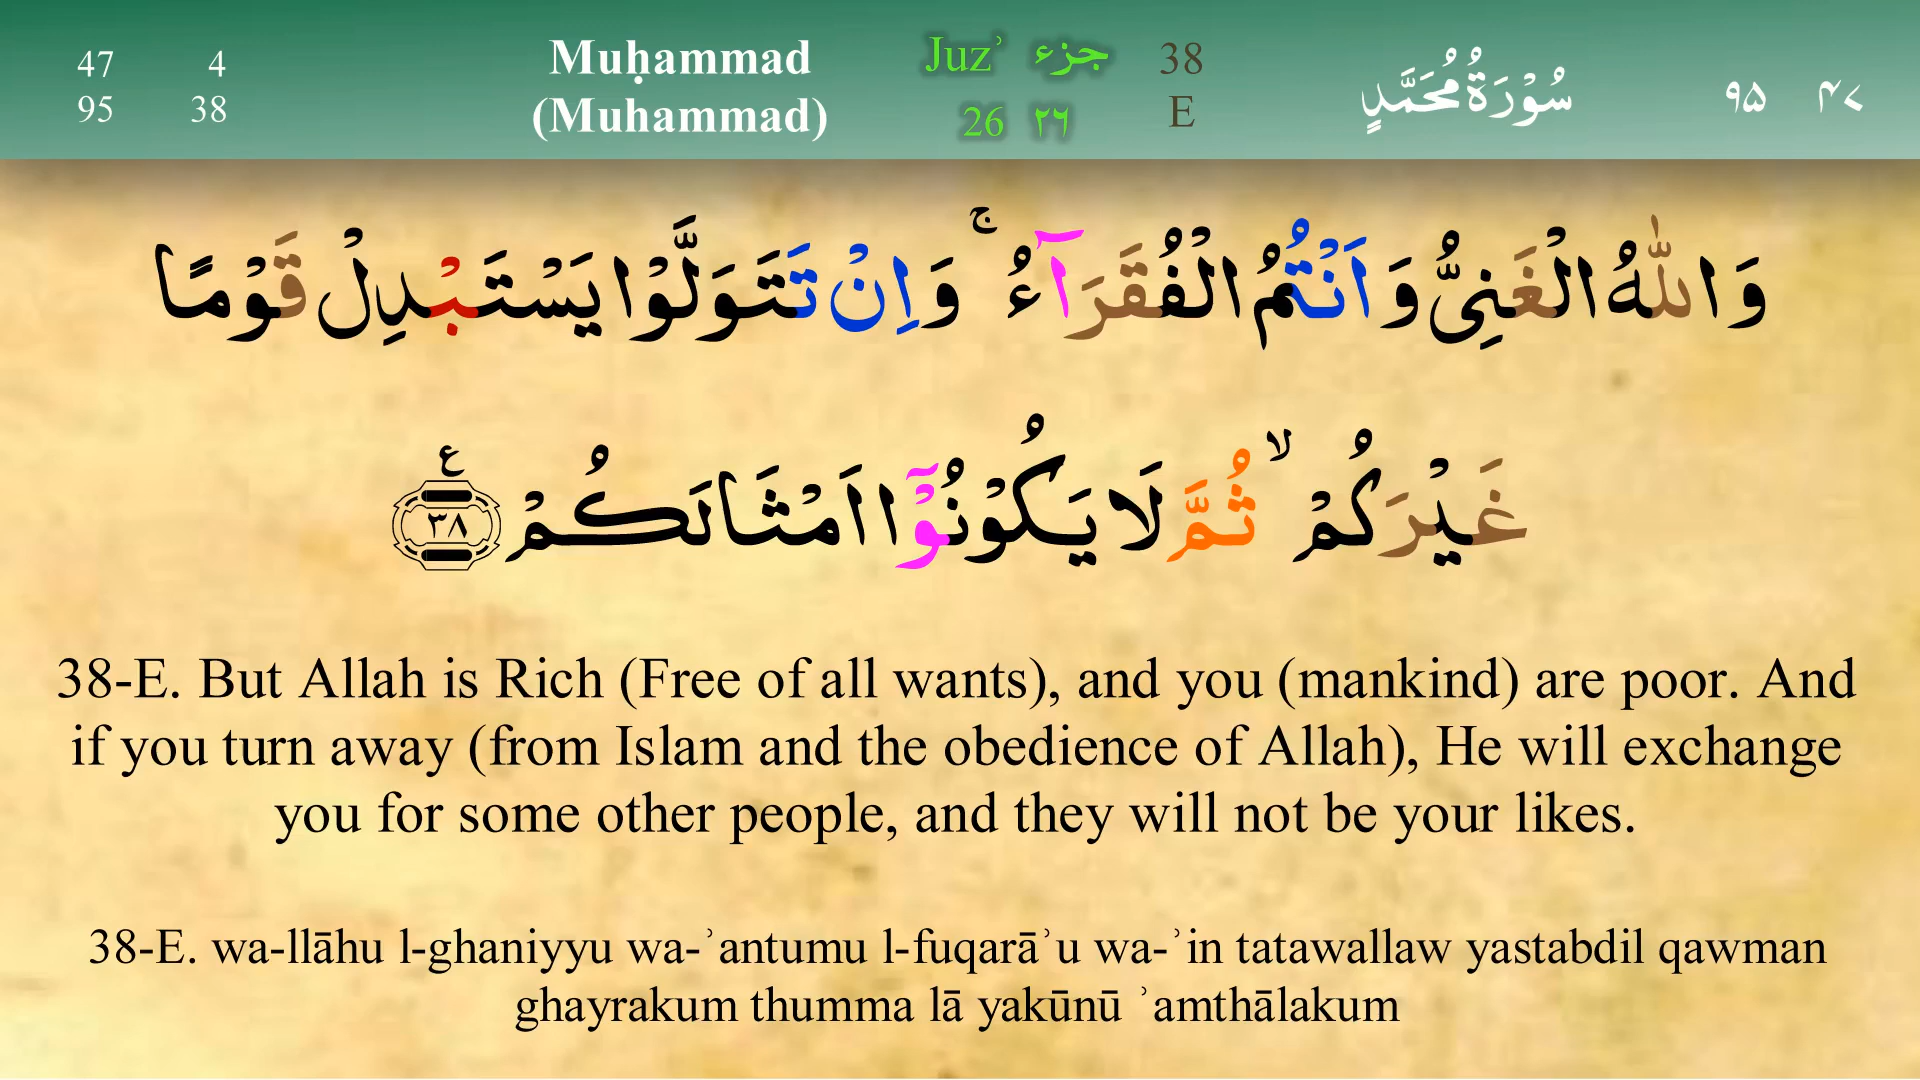 47 4
95 38
Muḥammad
(Muhammad)
Juzʾ جزء
26 ٢٦
38
E
سُوْرَةُ مُحَمَّدٍ
۹۵ ۴۷
وَاللّٰهُ الْغَنِىُّ وَاَنْتُمُ الْفُقَرَآءُ ۚ وَاِنْ تَتَوَلَّوْا يَسْتَبْدِلْ قَوْمًا
غَيْرَكُمْ ۙ ثُمَّ لَا يَكُوْنُوْۤا اَمْثَالَكُمْ ع ٣٨
38-E. But Allah is Rich (Free of all wants), and you (mankind) are poor. And
if you turn away (from Islam and the obedience of Allah), He will exchange
you for some other people, and they will not be your likes.
38-E. wa-llāhu l-ghaniyyu wa-ʾantumu l-fuqarāʾu wa-ʾin tatawallaw yastabdil qawman
ghayrakum thumma lā yakūnū ʾamthālakum